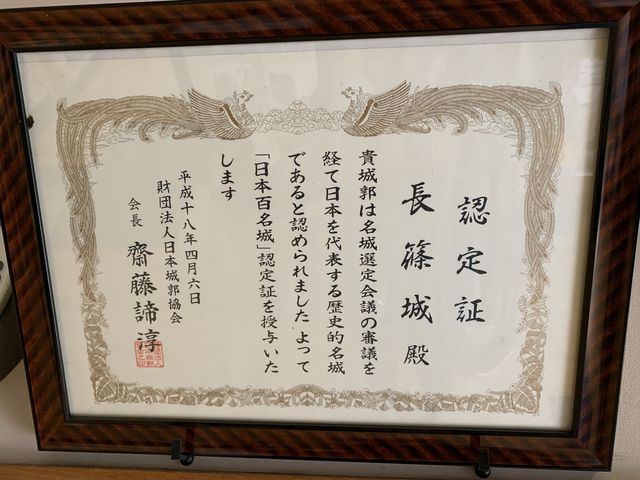 認定証
長篠城殿
貴城郭は名城選定会議の審議を
経て日本を代表する歴史的名城
であると認められました よって
「日本百名城」認定証を授与いた
します
平成十八年四月六日
財団法人日本城郭協会
会長 齋藤諦淳